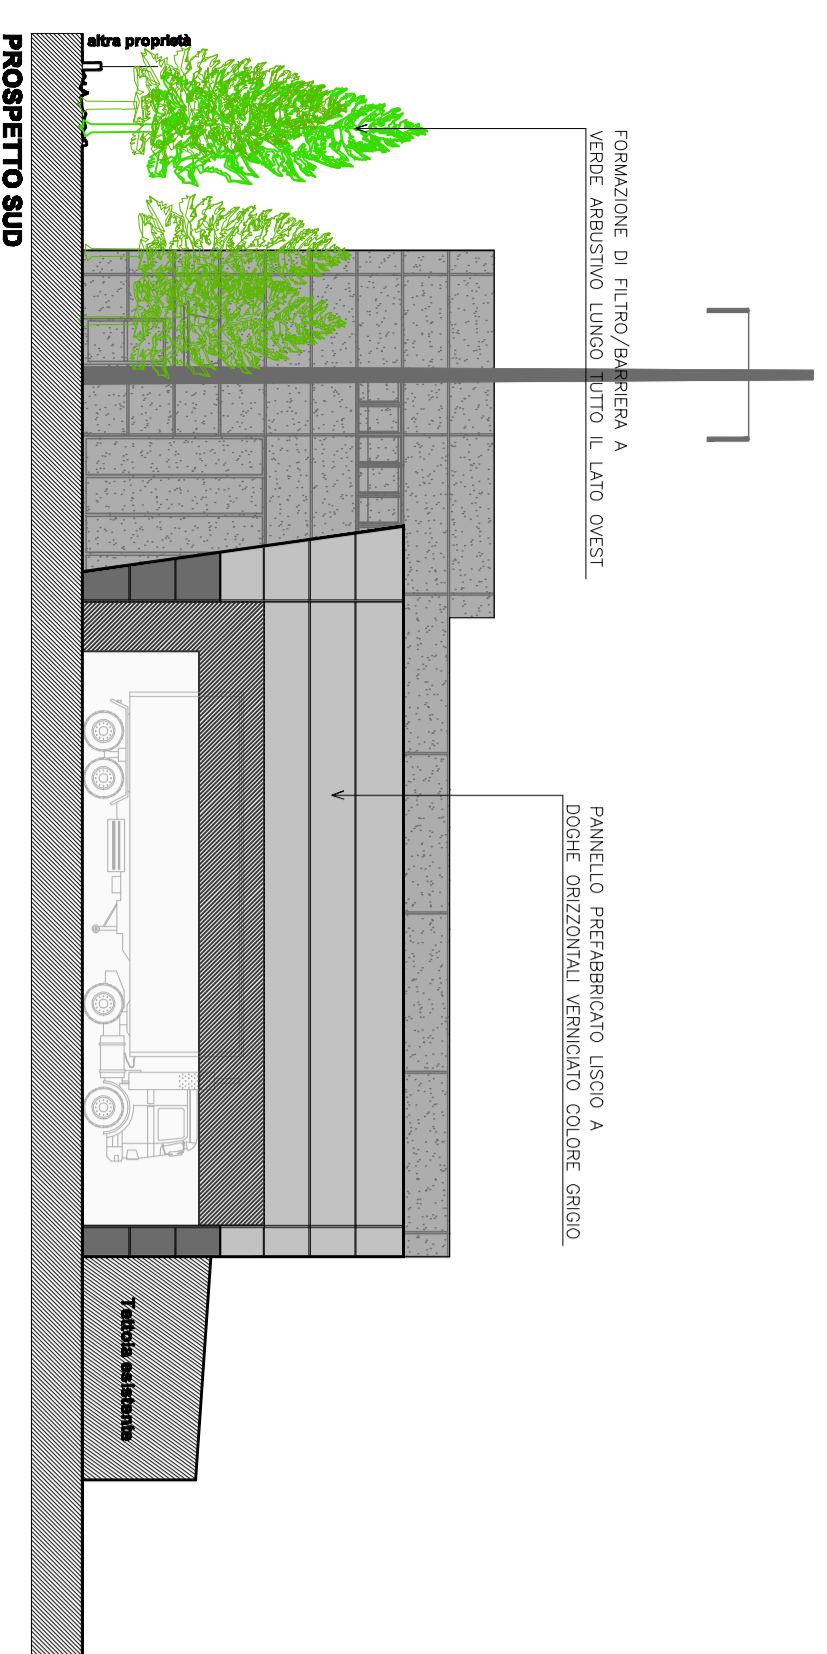 altra proprietà
FORMAZIONE DI FILTRO/BARRIERA A
VERDE ARBUSTIVO LUNGO TUTTO IL LATO OVEST
PANNELLO PREFABBRICATO LISCIO A
DOGHE ORIZZONTALI VERNICIATO COLORE GRIGIO
Tettoia esistente
PROSPETTO SUD